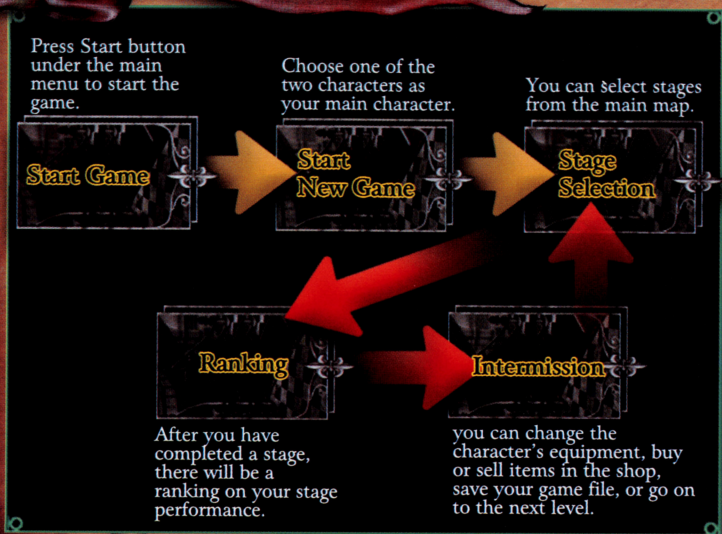 Press Start button
under the main
menu to start the
game.
Start Game
Choose one of the
two characters as
your main character.
Start
New Game
You can select stages
from the main map.
Stage
Selection
Ranking
After you have
completed a stage,
there will be a
ranking on your stage
performance.
Intermission
you can change the
character's equipment, buy
or sell items in the shop,
save your game file, or go on
to the next level.